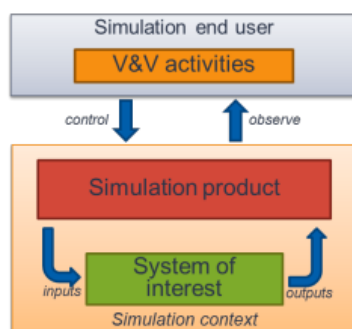 Simulation end user
V&V activities
control
observe
Simulation product
System of
interest
inputs
outputs
Simulation context